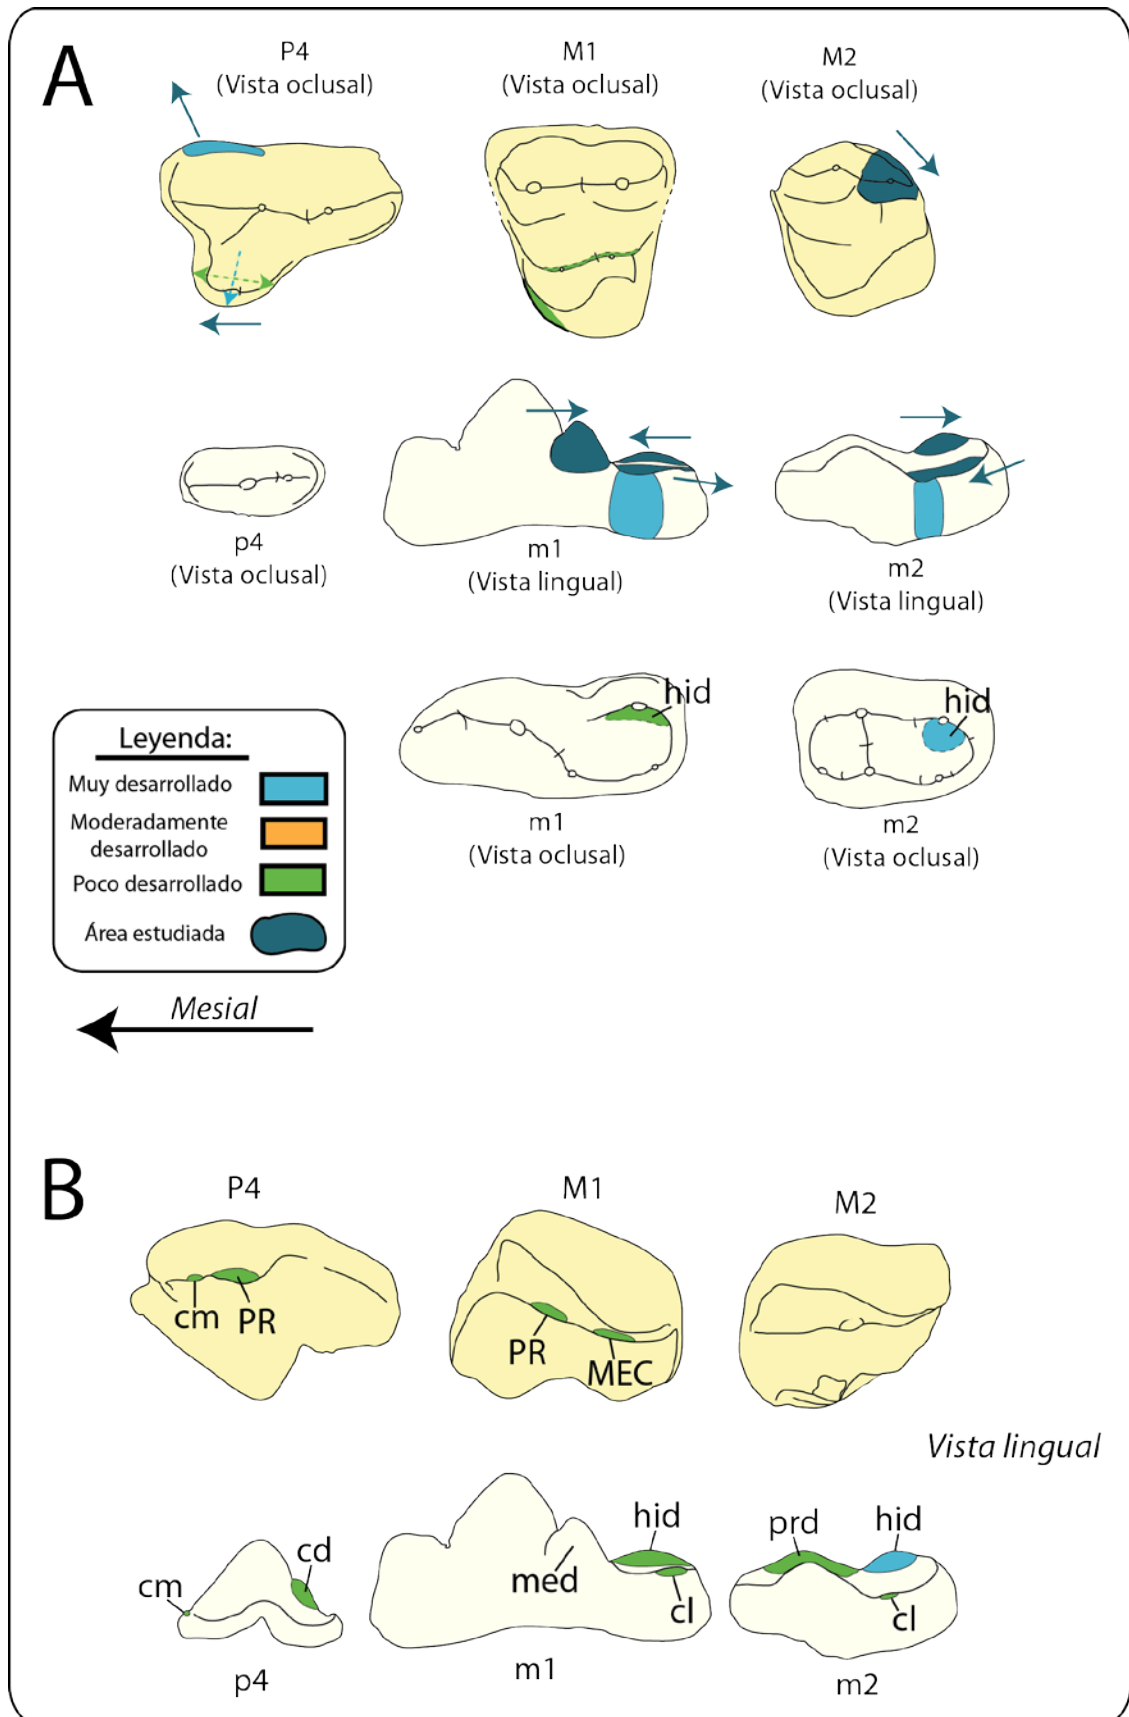 A
P4
(Vista oclusal)
M1
(Vista oclusal)
M2
(Vista oclusal)
p4
(Vista oclusal)
m1
(Vista lingual)
m2
(Vista lingual)
hid
m1
(Vista oclusal)
hid
m2
(Vista oclusal)
Leyenda:
Muy desarrollado
Moderadamente
desarrollado
Poco desarrollado
Área estudiada
Mesial
B
P4
M1
M2
cm
PR
PR
MEC
Vista lingual
cm
cd
p4
med
hid
cl
m1
prd
hid
cl
m2